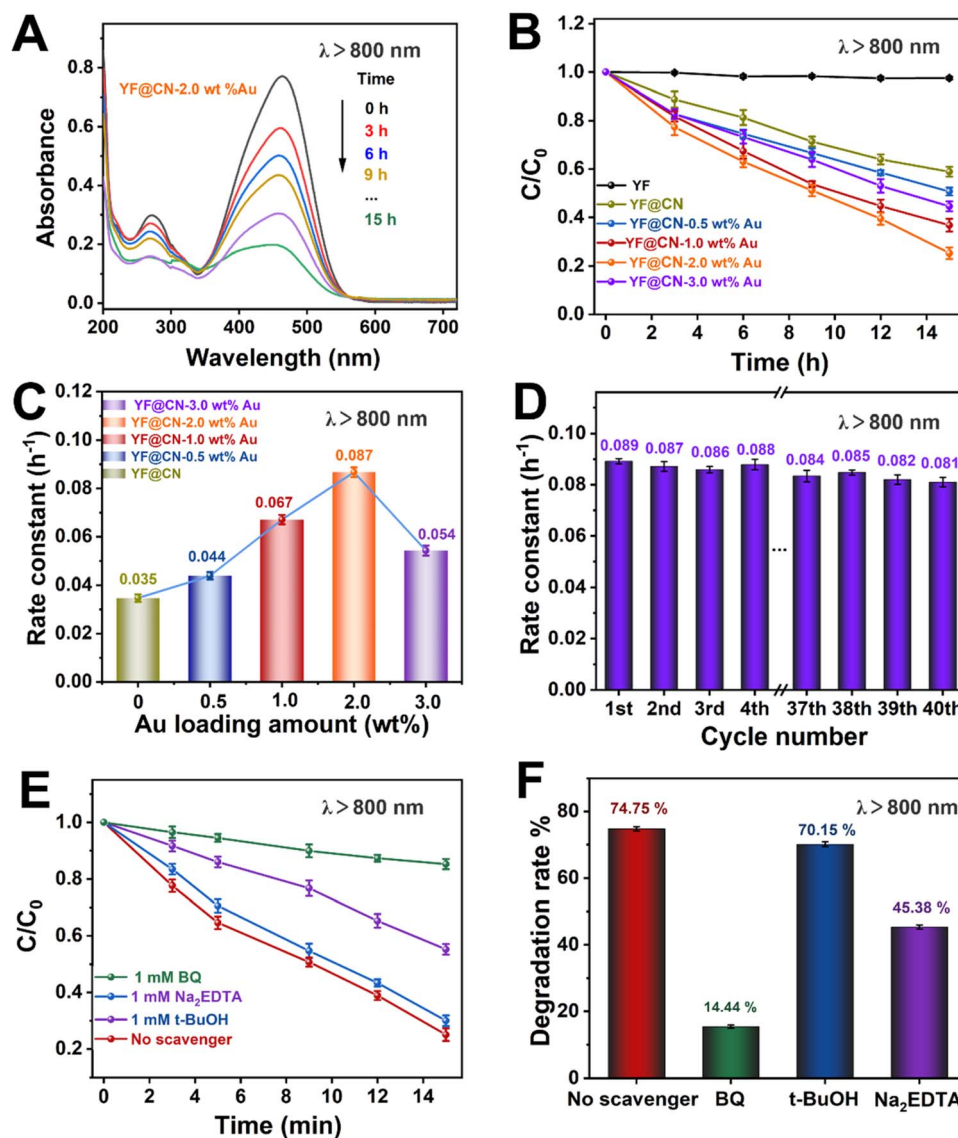 A
λ > 800 nm
YF@CN-2.0 wt %Au
Time
0 h
3 h
6 h
9 h
...
15 h
Absorbance
0.8
0.6
0.4
0.2
0.0
200 300 400 500 600 700
Wavelength (nm)
B
λ > 800 nm
C/C0
1.2
1.0
0.8
0.6
0.4
0.2
0.0
YF
YF@CN
YF@CN-0.5 wt% Au
YF@CN-1.0 wt% Au
YF@CN-2.0 wt% Au
YF@CN-3.0 wt% Au
0 3 6 9 12 15
Time (h)
C
λ > 800 nm
YF@CN-3.0 wt% Au
YF@CN-2.0 wt% Au
YF@CN-1.0 wt% Au
YF@CN-0.5 wt% Au
YF@CN
Rate constant (h-1)
0.12
0.10
0.08
0.06
0.04
0.02
0.00
0.035
0.044
0.067
0.087
0.054
0 0.5 1.0 2.0 3.0
Au loading amount (wt%)
D
λ > 800 nm
Rate constant (h-1)
0.10
0.08
0.06
0.04
0.02
0.00
0.089 0.087 0.086 0.088 0.084 0.085 0.082 0.081
...
1st 2nd 3rd 4th 37th 38th 39th 40th
Cycle number
E
λ > 800 nm
C/C0
1.0
0.8
0.6
0.4
0.2
1 mM BQ
1 mM Na2EDTA
1 mM t-BuOH
No scavenger
0 3 6 9 12 15
Time (min)
F
λ > 800 nm
Degradation rate %
80
60
40
20
0
74.75 %
14.44 %
70.15 %
45.38 %
No scavenger BQ t-BuOH Na2EDTA